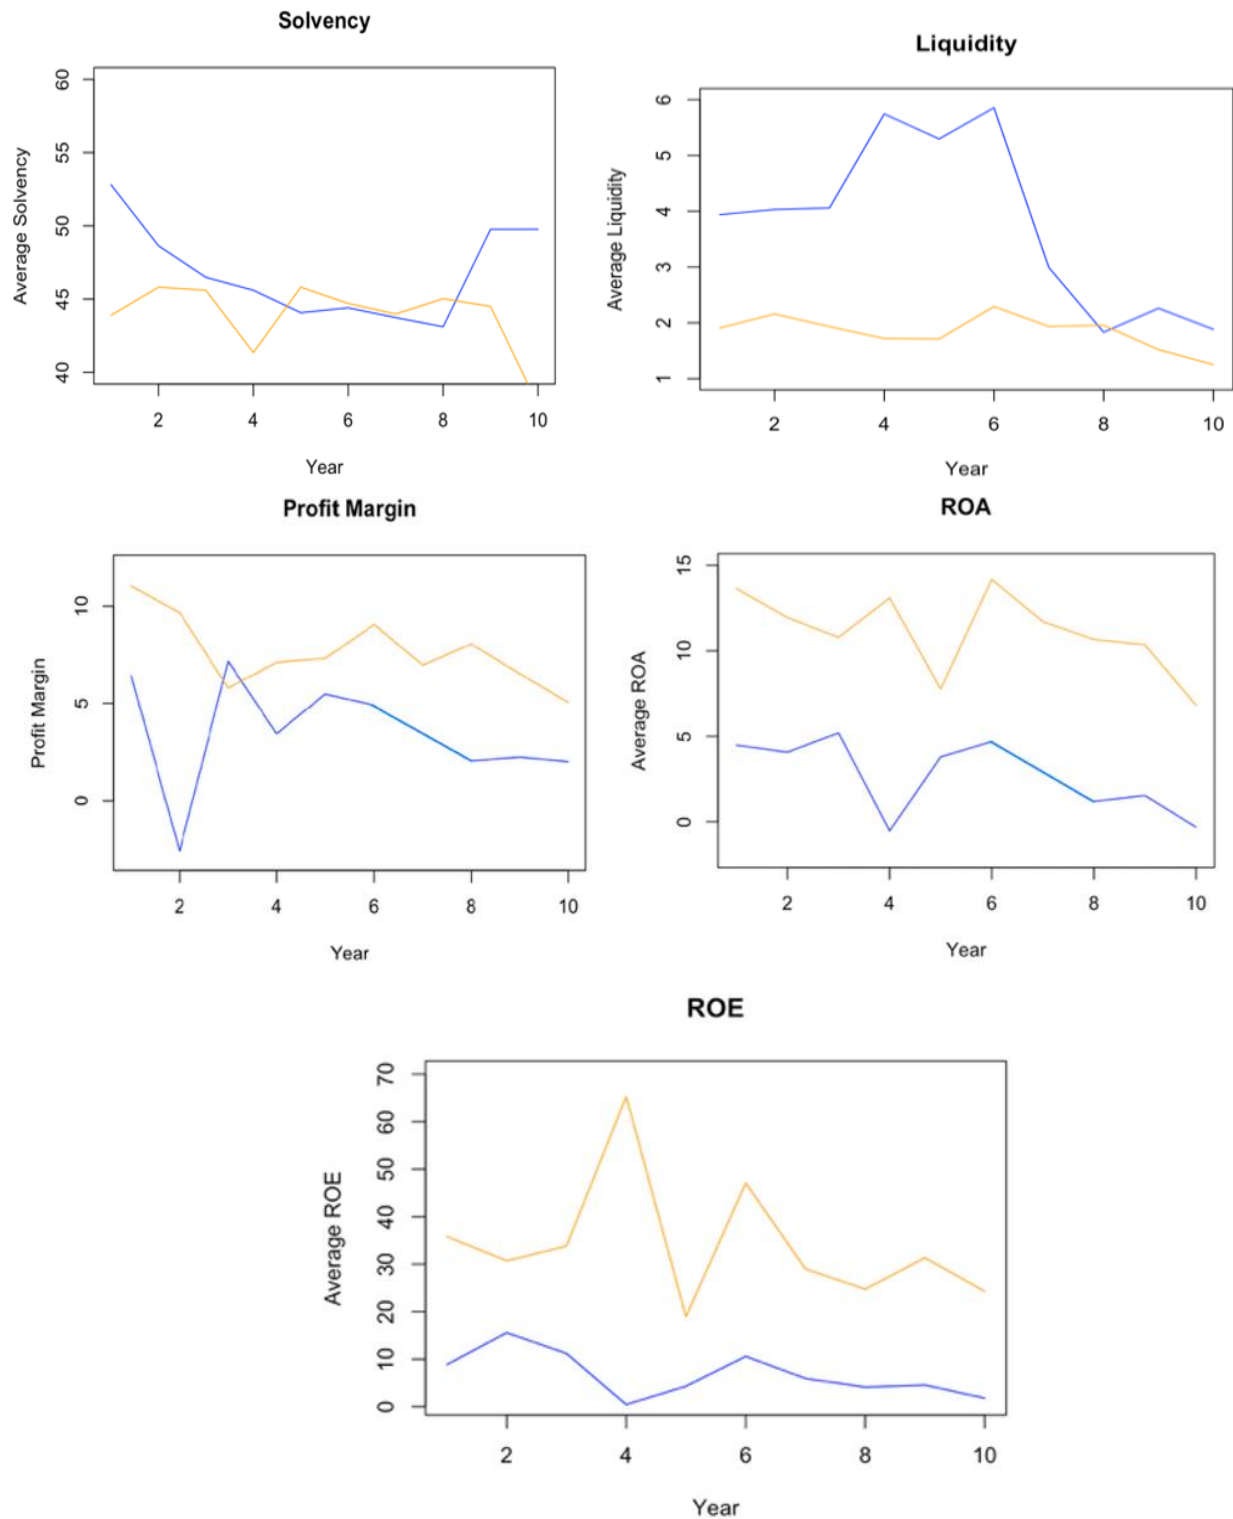 Solvency
60
55
50
45
40
Average Solvency
2 4 6 8 10
Year
Liquidity
6
5
4
3
2
1
Average Liquidity
2 4 6 8 10
Year
Profit Margin
10
5
0
Profit Margin
2 4 6 8 10
Year
ROA
15
10
5
0
Average ROA
2 4 6 8 10
Year
ROE
70
60
50
40
30
20
10
0
Average ROE
2 4 6 8 10
Year